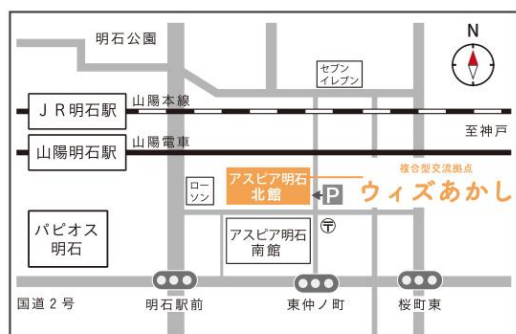 明石公園
N
セブン
イレブン
JR明石駅
山陽本線
至神戸
山陽明石駅
山陽電車
複合型交流拠点
ウィズあかし
アスピア明石
北館
ロー
ソン
P
パピオス
明石
アスピア明石
南館
〒
国道2号
明石駅前
東仲ノ町
桜町東